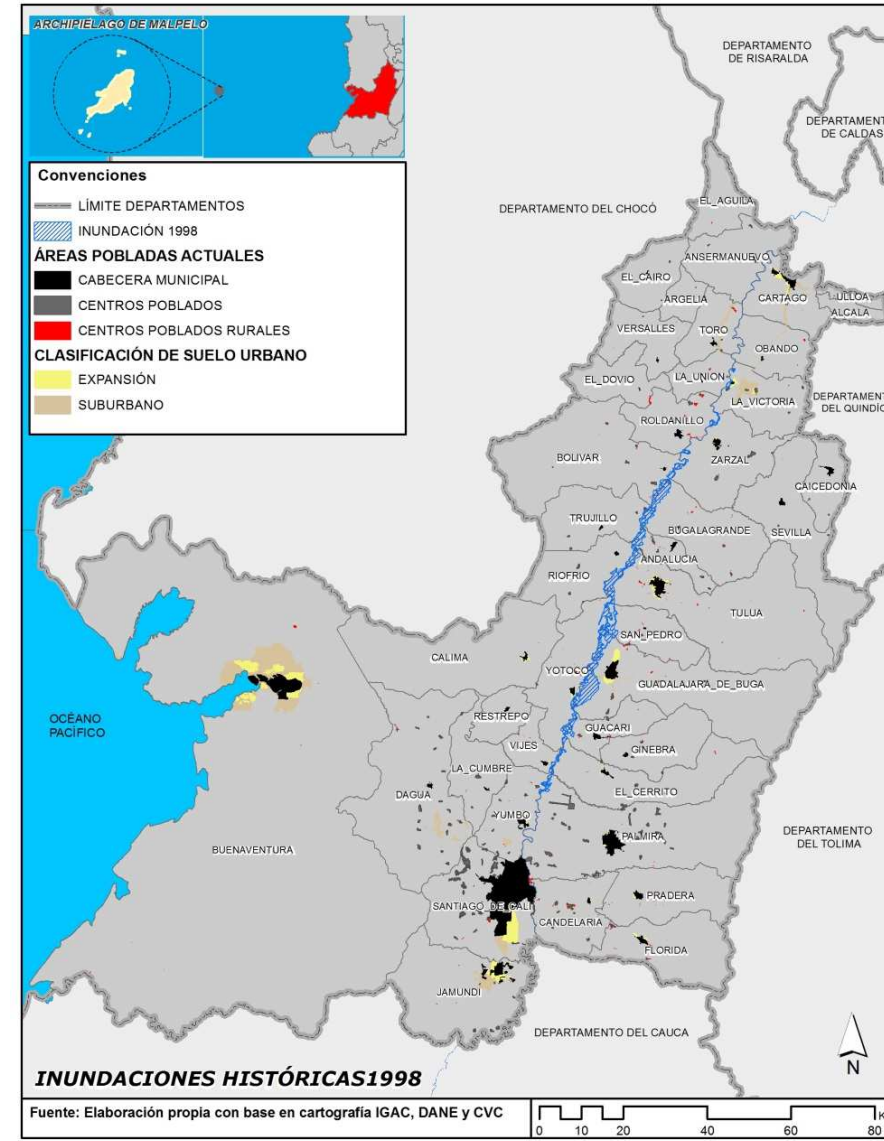 ARCHIPIÉLAGO DE MALPELO
Convenciones
LÍMITE DEPARTAMENTOS
INUNDACIÓN 1998
ÁREAS POBLADAS ACTUALES
CABECERA MUNICIPAL
CENTROS POBLADOS
CENTROS POBLADOS RURALES
CLASIFICACIÓN DE SUELO URBANO
EXPANSIÓN
SUBURBANO
DEPARTAMENTO
DE RISARALDA
DEPARTAMENT
DE CALDAS
DEPARTAMENTO DEL CHOCÓ
EL_AGUILA
ANSERMANUEVO
EL_CAIRO
ARGELIA
CARTAGO
ULLOA
ALCALA
VERSALLES
TORO
OBANDO
EL_DOVIO
LA_UNION
LA_VICTORIA
DEPARTAMENT
DEL QUINDÍO
ROLDANILLO
BOLIVAR
ZARZAL
CAICEDONIA
TRUJILLO
BUGALAGRANDE
SEVILLA
ANDALUCIA
RIOFRIO
TULUA
SAN_PEDRO
CALIMA
YOTOCO
GUADALAJARA_DE_BUGA
OCÉANO
PACÍFICO
RESTREPO
GUACARI
VIJES
GINEBRA
LA_CUMBRE
DAGUA
EL_CERRITO
YUMBO
PALMIRA
DEPARTAMENTO
DEL TOLIMA
BUENAVENTURA
PRADERA
SANTIAGO_DE_CALI
CANDELARIA
FLORIDA
JAMUNDI
DEPARTAMENTO DEL CAUCA
N
INUNDACIONES HISTÓRICAS1998
Fuente: Elaboración propia con base en cartografía IGAC, DANE y CVC
K
0 10 20 40 60 80